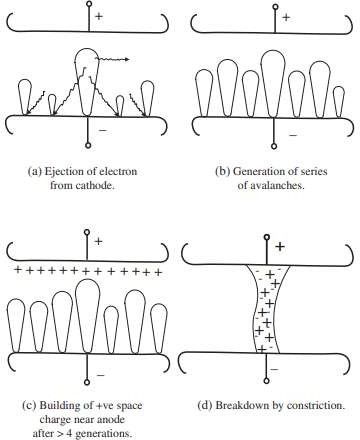 +
−
(a) Ejection of electron
from cathode.
+
−
(b) Generation of series
of avalanches.
+
+ + + + + + + + + + + + + +
−
(c) Building of +ve space
charge near anode
after > 4 generations.
+
−
(d) Breakdown by constriction.